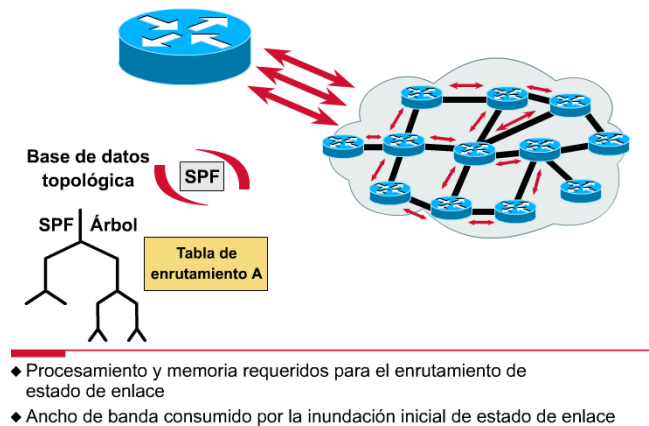 Base de datos
topológica
SPF
SPF Árbol
Tabla de
enrutamiento A
◆ Procesamiento y memoria requeridos para el enrutamiento de
estado de enlace
◆ Ancho de banda consumido por la inundación inicial de estado de enlace